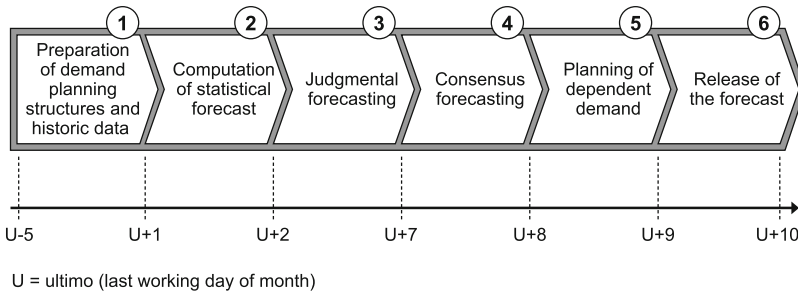 1
Preparation
of demand
planning
structures and
historic data
2
Computation
of statistical
forecast
3
Judgmental
forecasting
4
Consensus
forecasting
5
Planning of
dependent
demand
6
Release of
the forecast
U-5 U+1 U+2 U+7 U+8 U+9 U+10
U = ultimo (last working day of month)